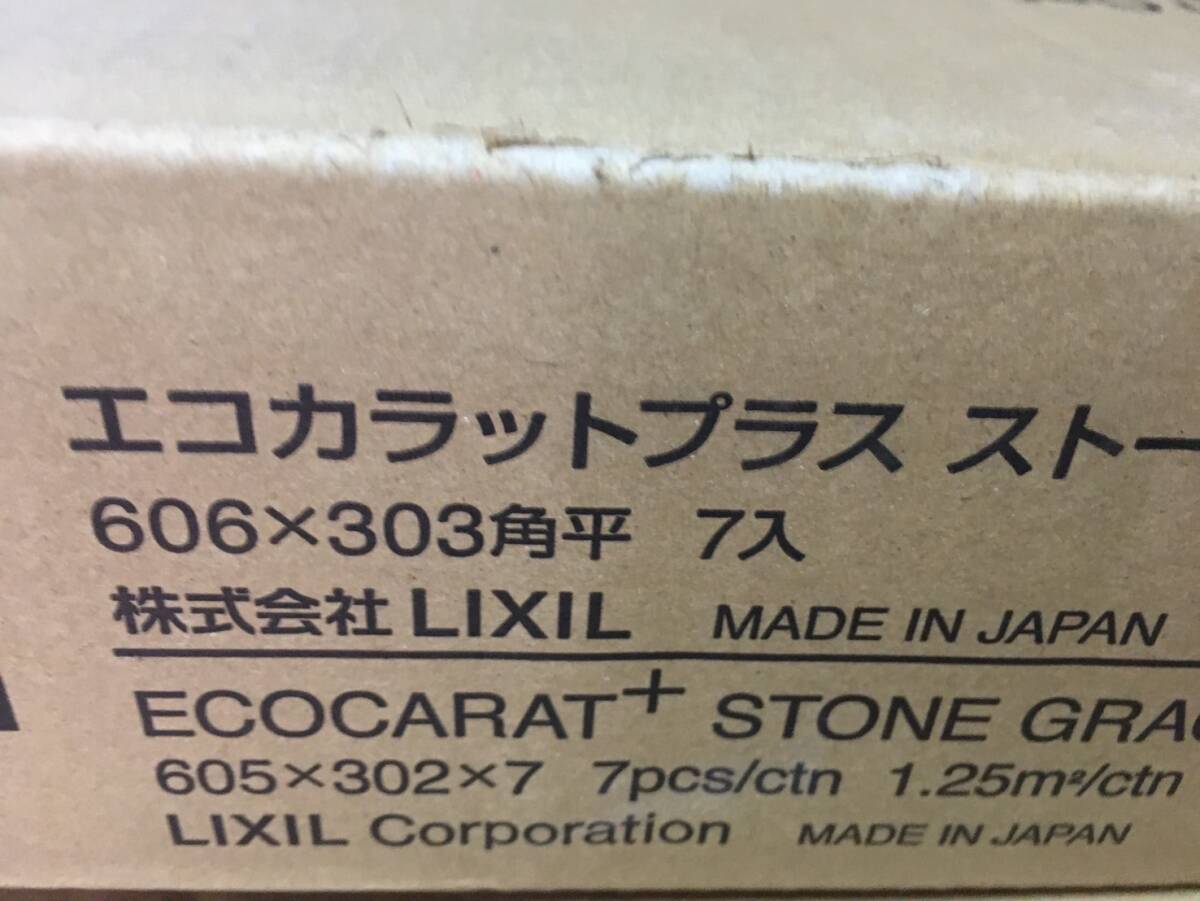 エコカラットプラス ストー
606×303角平 7入
株式会社 LIXIL MADE IN JAPAN
ECOCARAT+ STONE GRAC
605×302×7 7pcs/ctn 1.25m²/ctn
LIXIL Corporation MADE IN JAPAN